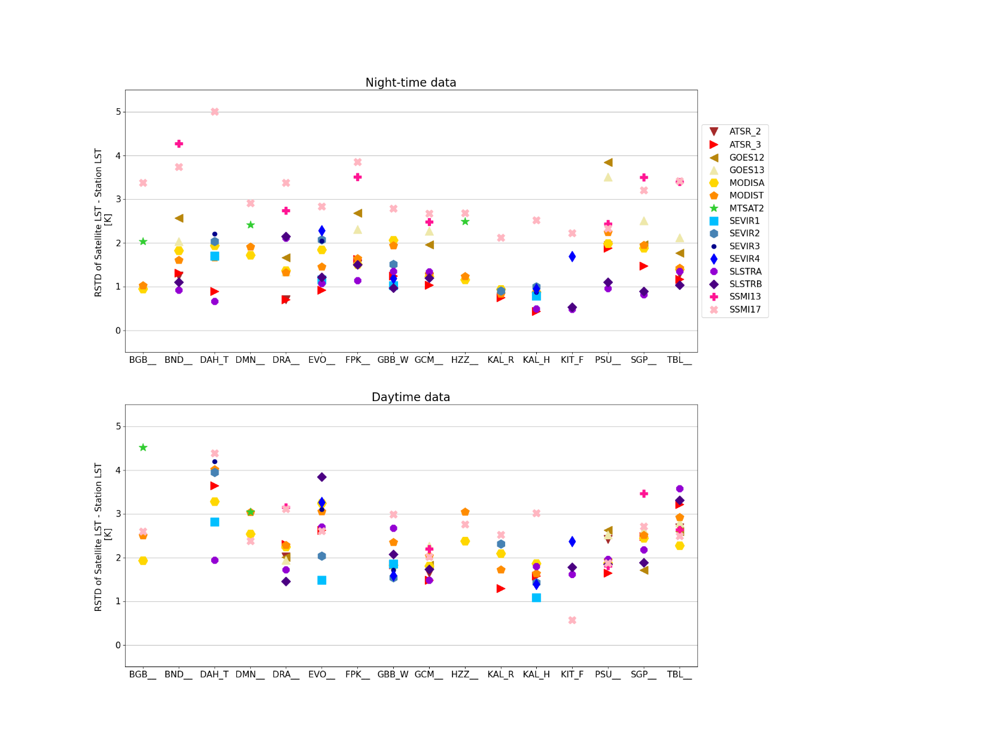 Night-time data
RSTD of Satellite LST - Station LST
[K]
5
4
3
2
1
0
BGB__ BND__ DAH_T DMN__ DRA__ EVO__ FPK__ GBB_W GCM__ HZZ__ KAL_R KAL_H KIT_F PSU__ SGP__ TBL__
ATSR_2
ATSR_3
GOES12
GOES13
MODISA
MODIST
MTSAT2
SEVIR1
SEVIR2
SEVIR3
SEVIR4
SLSTRA
SLSTRB
SSMI13
SSMI17
Daytime data
RSTD of Satellite LST - Station LST
[K]
5
4
3
2
1
0
BGB__ BND__ DAH_T DMN__ DRA__ EVO__ FPK__ GBB_W GCM__ HZZ__ KAL_R KAL_H KIT_F PSU__ SGP__ TBL__